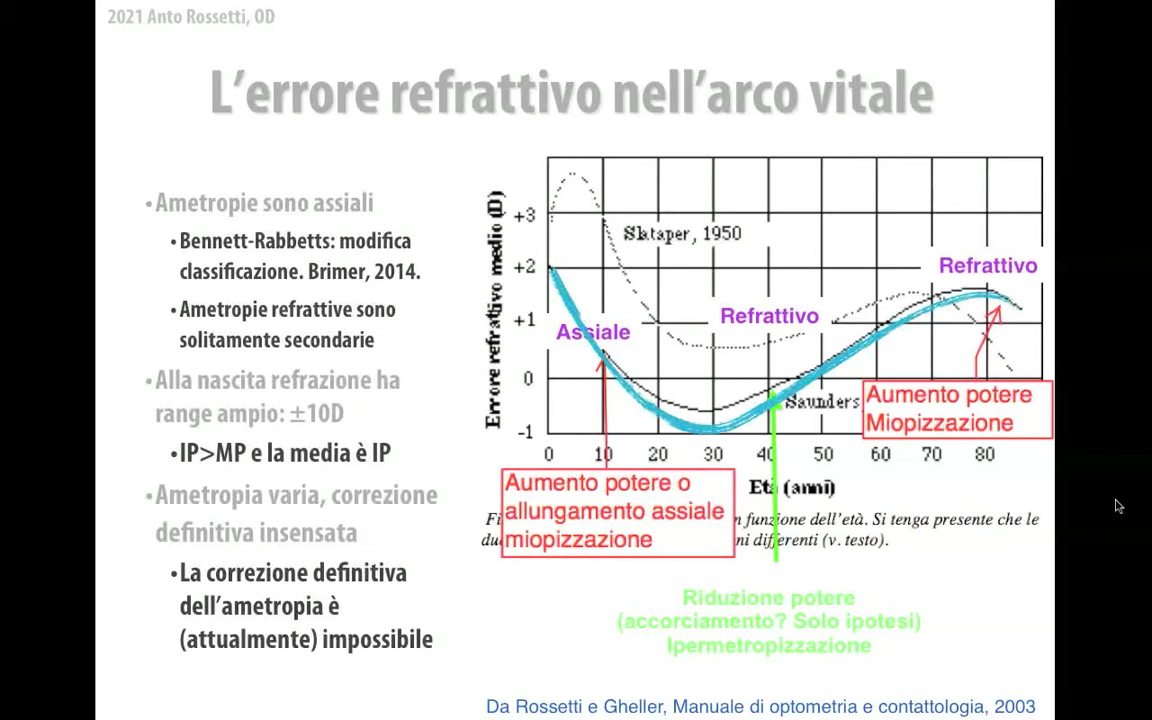 2021 Anto Rossetti, OD
L'errore refrattivo nell'arco vitale
•Ametropie sono assiali
•Bennett-Rabbetts: modifica
classificazione. Brimer, 2014.
•Ametropie refrattive sono
solitamente secondarie
•Alla nascita refrazione ha
range ampio: ±10D
•IP>MP e la media è IP
•Ametropia varia, correzione
definitiva insensata
•La correzione definitiva
dell'ametropia è
(attualmente) impossibile
Errore refrattivo medio (D)
+3
+2
+1
0
-1
Slataper, 1950
Refrattivo
Refrattivo
Assiale
Saunders
Aumento potere
Miopizzazione
0 10 20 30 40 50 60 70 80
Età (anni)
Aumento potere o
allungamento assiale
miopizzazione
funzione dell'età. Si tenga presente che le
differenti (v. testo).
Riduzione potere
(accorciamento? Solo ipotesi)
Ipermetropizzazione
Da Rossetti e Gheller, Manuale di optometria e contattologia, 2003